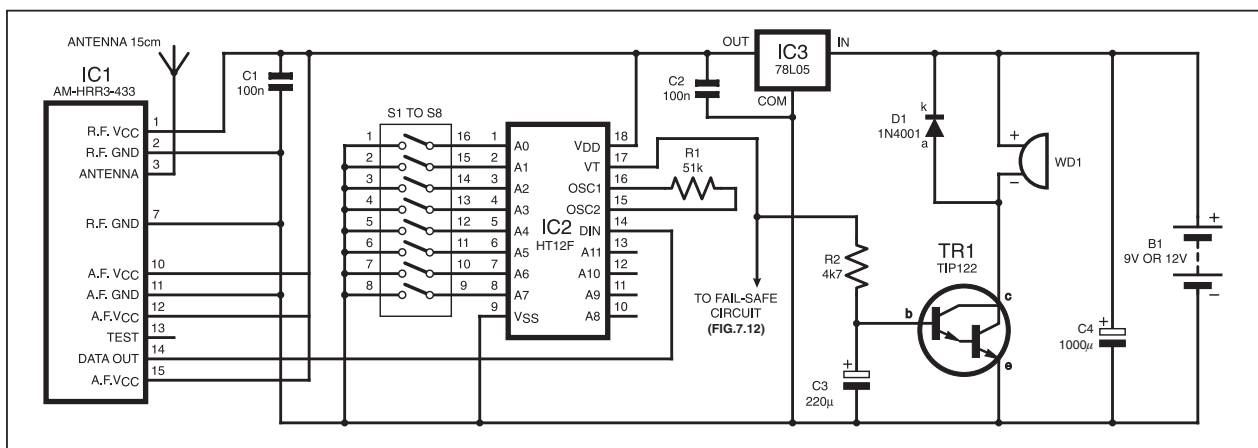 ANTENNA 15cm
IC1
AM-HRR3-433
R.F. VCC
R.F. GND
ANTENNA
R.F. GND
A.F. VCC
A.F. GND
A.F.VCC
TEST
DATA OUT
A.F.VCC
1
2
3
7
10
11
12
13
14
15
C1
100n
S1 TO S8
1
2
3
4
5
6
7
8
16
15
14
13
12
11
10
9
1
2
3
4
5
6
7
8
9
A0
A1
A2
A3
A4
A5
A6
A7
VSS
IC2
HT12F
VDD
VT
OSC1
OSC2
DIN
A11
A10
A9
A8
18
17
16
15
14
13
12
11
10
R1
51k
C2
100n
OUT
IC3
78L05
IN
COM
TO FAIL-SAFE
CIRCUIT
(FIG.7.12)
R2
4k7
C3
220μ
+
D1
1N4001
k
a
+
WD1
−
TR1
TIP122
b
c
e
C4
1000μ
+
B1
9V OR 12V
+
−